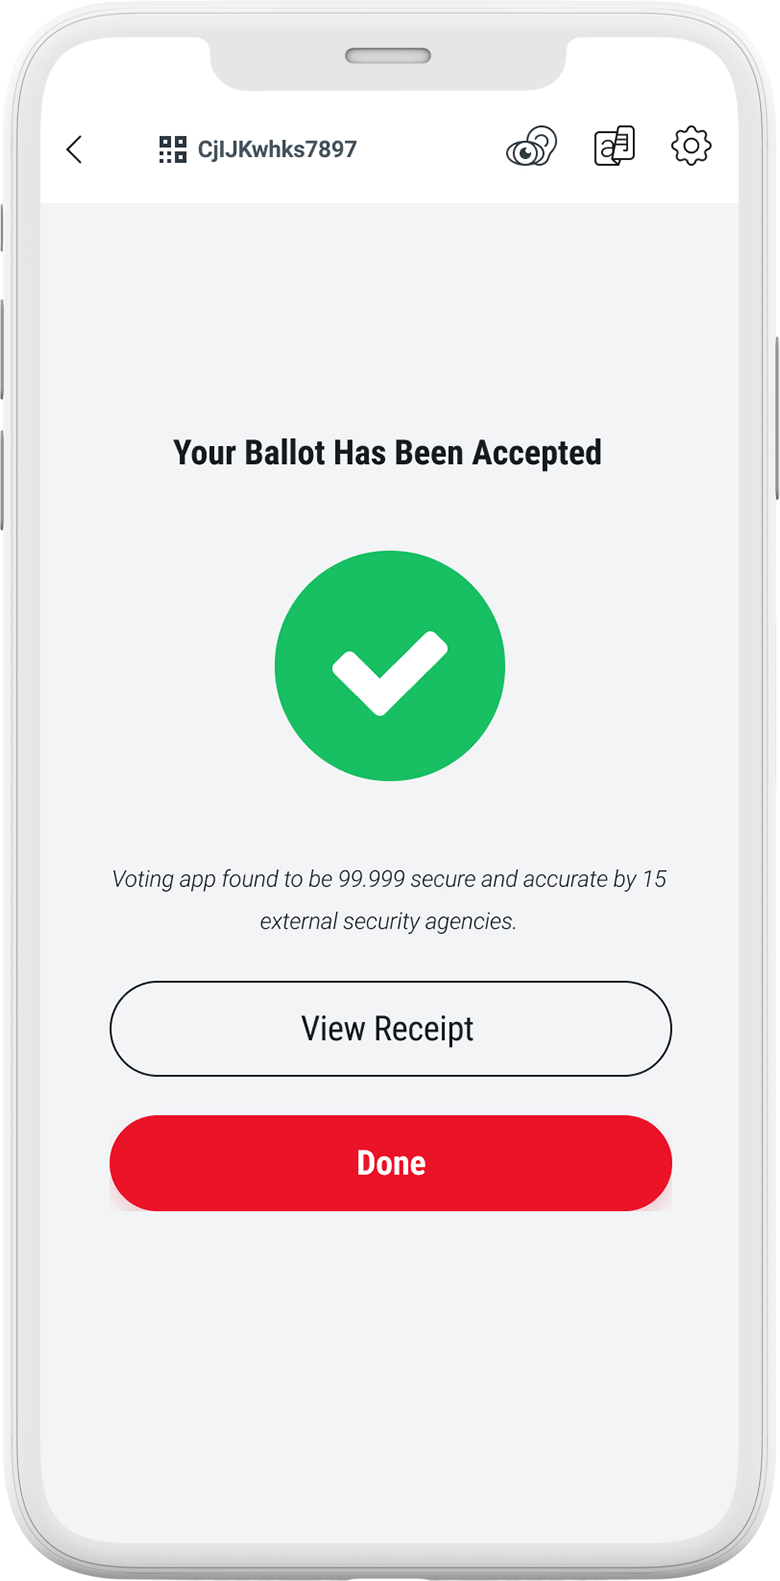 CjIJKwhks7897
Your Ballot Has Been Accepted
Voting app found to be 99.999 secure and accurate by 15
external security agencies.
View Receipt
Done